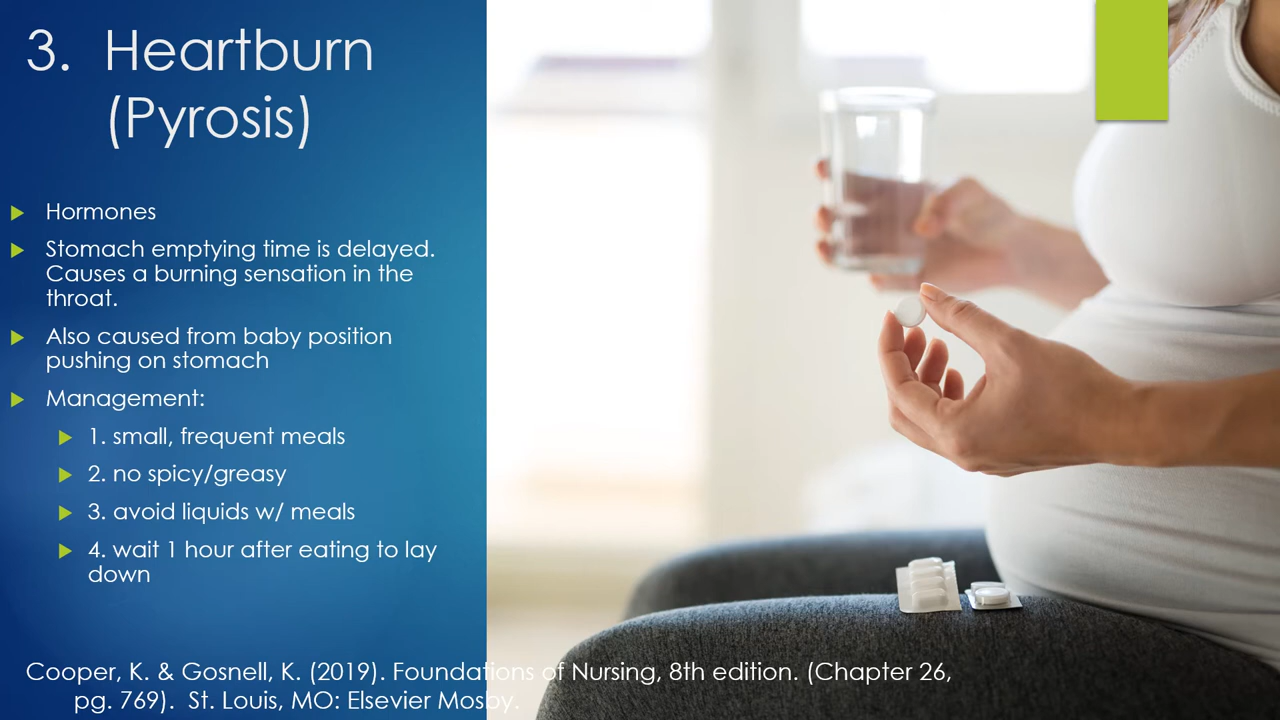 3. Heartburn
(Pyrosis)
Hormones
Stomach emptying time is delayed.
Causes a burning sensation in the
throat.
Also caused from baby position
pushing on stomach
Management:
1. small, frequent meals
2. no spicy/greasy
3. avoid liquids w/ meals
4. wait 1 hour after eating to lay
down
Cooper, K. & Gosnell, K. (2019). Foundations of Nursing, 8th edition. (Chapter 26,
pg. 769). St. Louis, MO: Elsevier Mosby.